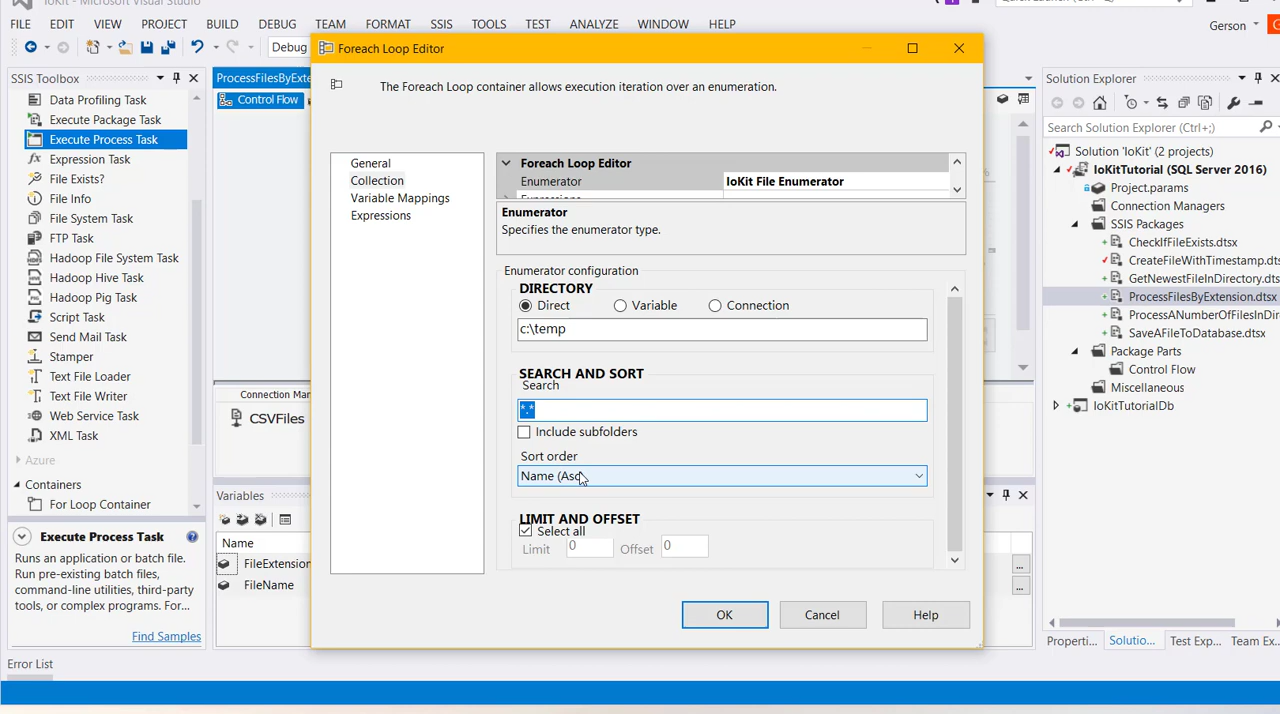 IoKit - Microsoft Visual Studio
FILE EDIT VIEW PROJECT BUILD DEBUG TEAM FORMAT SSIS TOOLS TEST ANALYZE WINDOW HELP
Gerson
Debug
SSIS Toolbox
Data Profiling Task
Execute Package Task
Execute Process Task
Expression Task
File Exists?
File Info
File System Task
FTP Task
Hadoop File System Task
Hadoop Hive Task
Hadoop Pig Task
Script Task
Send Mail Task
Stamper
Text File Loader
Text File Writer
Web Service Task
XML Task
Azure
Containers
For Loop Container
Execute Process Task
Runs an application or batch file.
Run pre-existing batch files,
command-line utilities, third-party
tools, or complex programs. Fo...
Find Samples
Error List
ProcessFilesByExten
Control Flow
Connection Man
CSVFiles
Variables
Name
FileExtension
FileName
Foreach Loop Editor
The Foreach Loop container allows execution iteration over an enumeration.
General
Collection
Variable Mappings
Expressions
Foreach Loop Editor
Enumerator IoKit File Enumerator
Expressions
Enumerator
Specifies the enumerator type.
Enumerator configuration
DIRECTORY
Direct Variable Connection
c:\temp
SEARCH AND SORT
Search
*.*
Include subfolders
Sort order
Name (Asc
LIMIT AND OFFSET
Select all
Limit 0 Offset 0
OK Cancel Help
Solution Explorer
Search Solution Explorer (Ctrl+;)
Solution 'IoKit' (2 projects)
IoKitTutorial (SQL Server 2016)
Project.params
Connection Managers
SSIS Packages
CheckIfFileExists.dtsx
CreateFileWithTimestamp.dts
GetNewestFileInDirectory.dtsx
ProcessFilesByExtension.dtsx
ProcessANumberOfFilesInDir
SaveAFileToDatabase.dtsx
Package Parts
Control Flow
Miscellaneous
IoKitTutorialDb
Properti... Solutio... Test Exp... Team Ex...